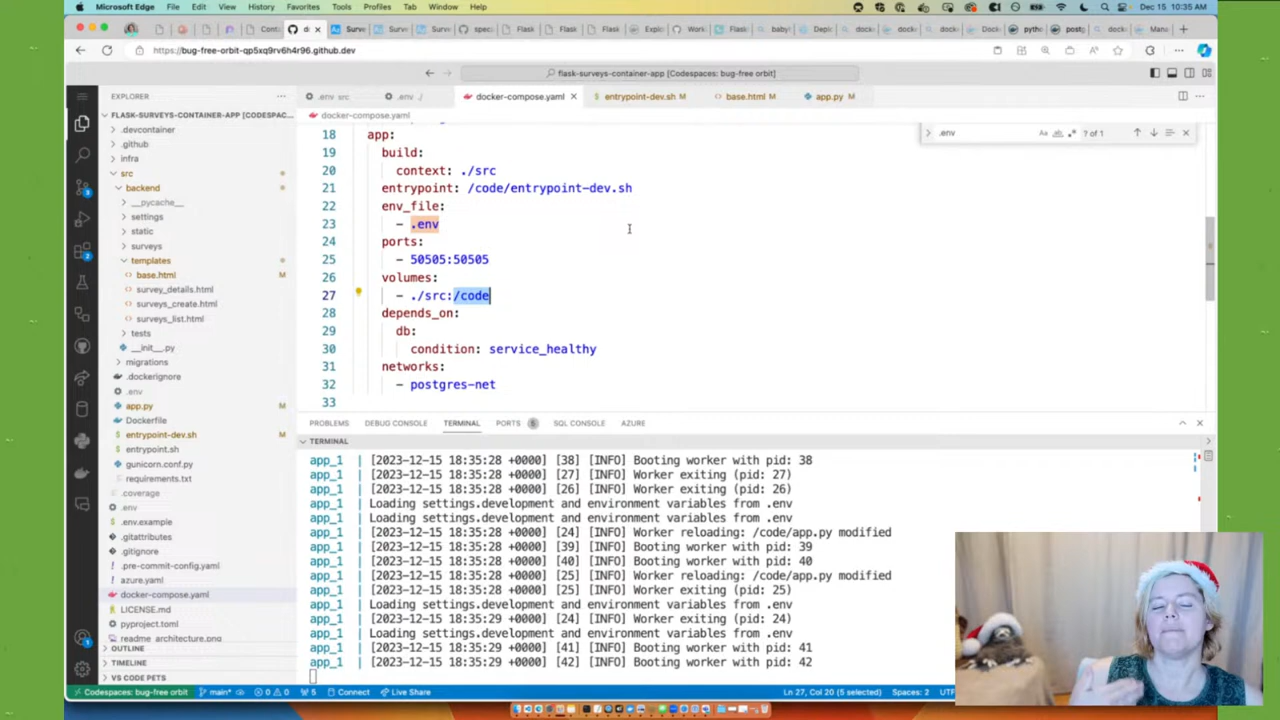 Microsoft Edge File Edit View History Favorites Tools Profiles Tab Window Help Dec 15 10:35 AM
https://bug-free-orbit-qp5xq9rv6h4r96.github.dev
flask-surveys-container-app [Codespaces: bug-free orbit]
EXPLORER
.env src
.env ./
docker-compose.yaml
entrypoint-dev.sh M
base.html M
app.py M
docker-compose.yaml
FLASK-SURVEYS-CONTAINER-APP [CODESPAC...
.devcontainer
.github
infra
src
backend
__pycache__
settings
static
surveys
templates
base.html M
survey_details.html
surveys_create.html
surveys_list.html
tests
__init__.py
migrations
.dockerignore
.env
app.py M
Dockerfile
entrypoint-dev.sh M
entrypoint.sh
gunicorn.conf.py
requirements.txt
.coverage
.env
.env.example
.gitattributes
.gitignore
.pre-commit-config.yaml
azure.yaml
docker-compose.yaml
LICENSE.md
pyproject.toml
readme_architecture.png
OUTLINE
TIMELINE
VS CODE PETS
.env
? of 1
18 app:
19 build:
20 context: ./src
21 entrypoint: /code/entrypoint-dev.sh
22 env_file:
23 - .env
24 ports:
25 - 50505:50505
26 volumes:
27 - ./src:/code
28 depends_on:
29 db:
30 condition: service_healthy
31 networks:
32 - postgres-net
33
PROBLEMS DEBUG CONSOLE TERMINAL PORTS 5 SQL CONSOLE AZURE
TERMINAL
app_1 | [2023-12-15 18:35:28 +0000] [38] [INFO] Booting worker with pid: 38
app_1 | [2023-12-15 18:35:28 +0000] [27] [INFO] Worker exiting (pid: 27)
app_1 | [2023-12-15 18:35:28 +0000] [26] [INFO] Worker exiting (pid: 26)
app_1 | Loading settings.development and environment variables from .env
app_1 | Loading settings.development and environment variables from .env
app_1 | [2023-12-15 18:35:28 +0000] [24] [INFO] Worker reloading: /code/app.py modified
app_1 | [2023-12-15 18:35:28 +0000] [39] [INFO] Booting worker with pid: 39
app_1 | [2023-12-15 18:35:28 +0000] [40] [INFO] Booting worker with pid: 40
app_1 | [2023-12-15 18:35:28 +0000] [25] [INFO] Worker reloading: /code/app.py modified
app_1 | [2023-12-15 18:35:28 +0000] [25] [INFO] Worker exiting (pid: 25)
app_1 | Loading settings.development and environment variables from .env
app_1 | [2023-12-15 18:35:29 +0000] [24] [INFO] Worker exiting (pid: 24)
app_1 | Loading settings.development and environment variables from .env
app_1 | [2023-12-15 18:35:29 +0000] [41] [INFO] Booting worker with pid: 41
app_1 | [2023-12-15 18:35:29 +0000] [42] [INFO] Booting worker with pid: 42
Codespaces: bug-free orbit main* 0 0 5 Connect Live Share Ln 27, Col 20 (5 selected) Spaces: 2